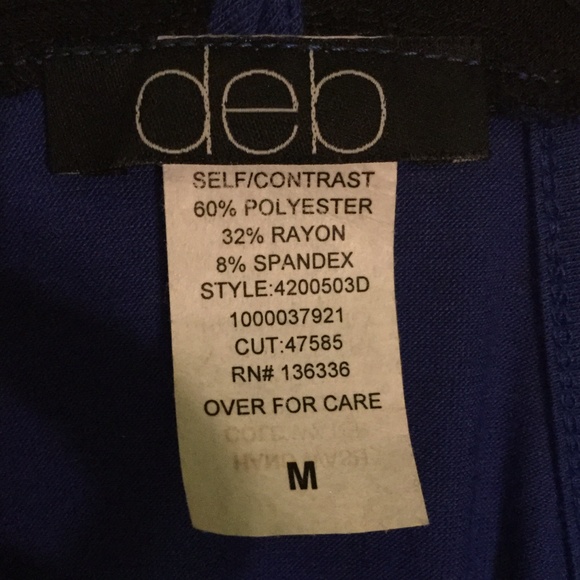 deb
SELF/CONTRAST
60% POLYESTER
32% RAYON
8% SPANDEX
STYLE:4200503D
1000037921
CUT:47585
RN# 136336
OVER FOR CARE
M